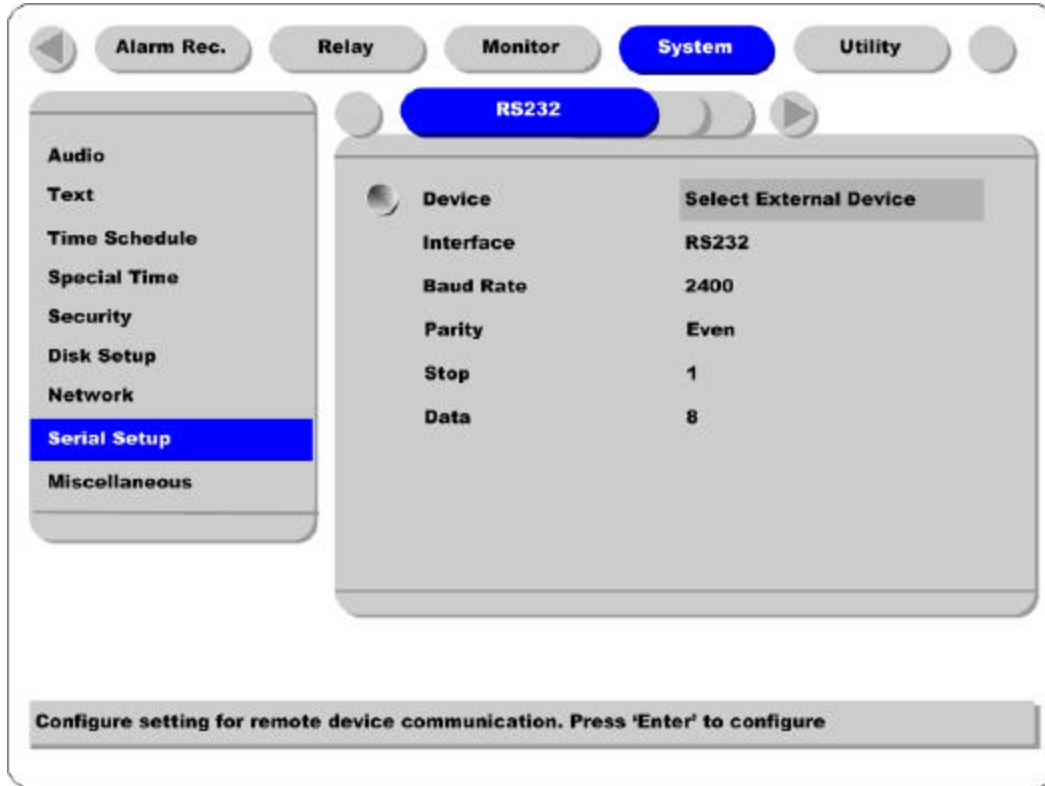 Alarm Rec. Relay Monitor System Utility
RS232
Audio
Text
Time Schedule
Special Time
Security
Disk Setup
Network
Serial Setup
Miscellaneous
Device Select External Device
Interface RS232
Baud Rate 2400
Parity Even
Stop 1
Data 8
Configure setting for remote device communication. Press ‘Enter’ to configure